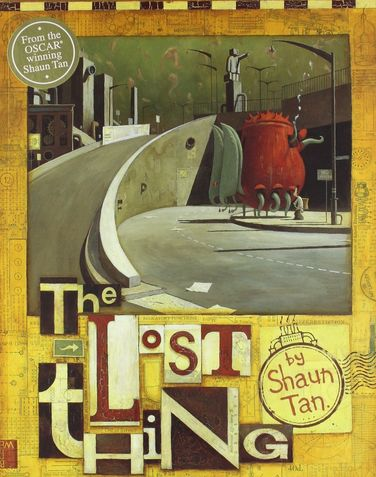 From the
OSCAR®
winning
Shaun Tan
The
LOST
tHiNG
by
Shaun
Tan.